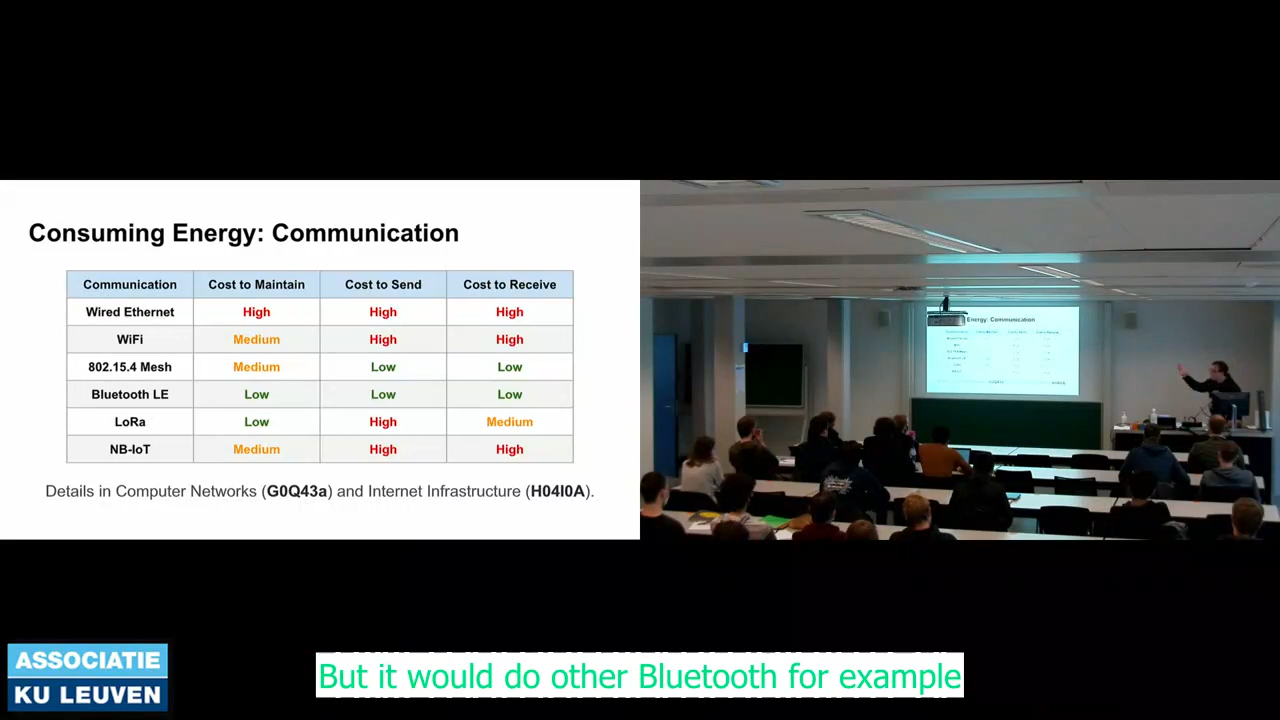 Consuming Energy: Communication
Communication Cost to Maintain Cost to Send Cost to Receive
Wired Ethernet High High High
WiFi Medium High High
802.15.4 Mesh Medium Low Low
Bluetooth LE Low Low Low
LoRa Low High Medium
NB-IoT Medium High High
Details in Computer Networks (G0Q43a) and Internet Infrastructure (H04I0A).
Energy: Communication
ASSOCIATIE
KU LEUVEN
But it would do other Bluetooth for example